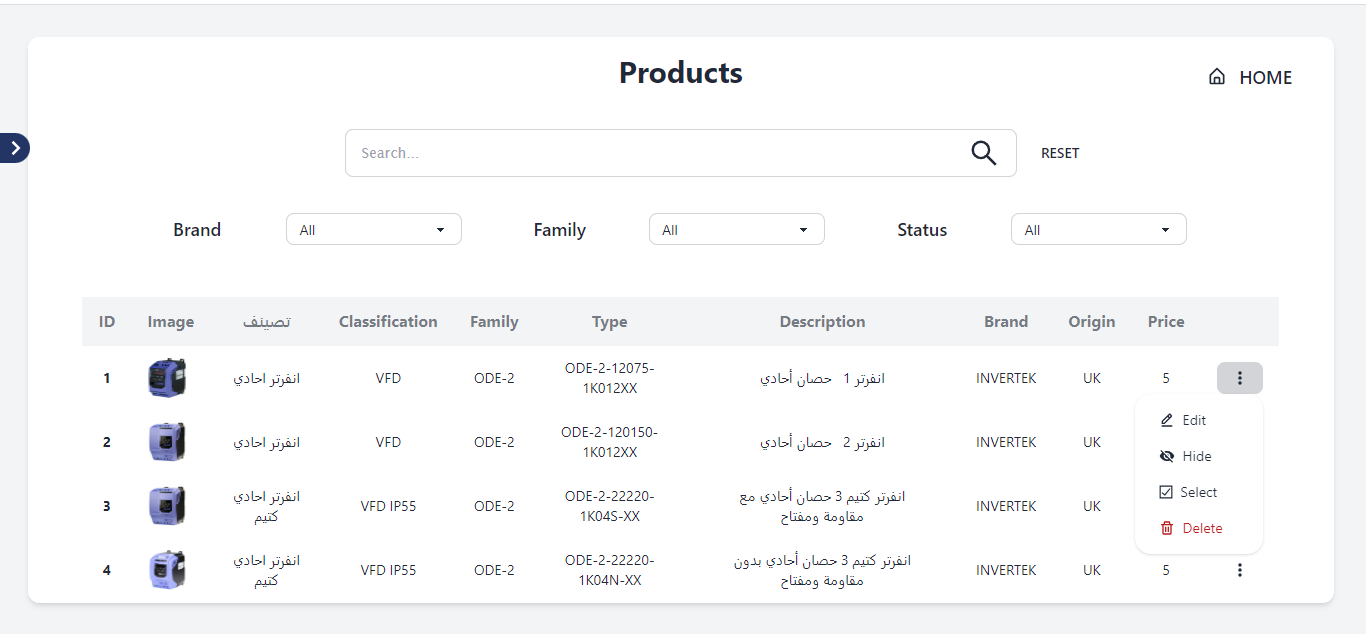 Products
HOME
Search...
RESET
Brand
All
Family
All
Status
All
ID Image تصينف Classification Family Type Description Brand Origin Price
1 انفرتر احادي VFD ODE-2 ODE-2-12075-
1K012XX
انفرتر 1 حصان أحادي
INVERTEK UK 5
Edit
Hide
Select
Delete
2 انفرتر احادي VFD ODE-2 ODE-2-120150-
1K012XX
انفرتر 2 حصان أحادي
INVERTEK UK
3 انفرتر احادي
كتيم
VFD IP55 ODE-2 ODE-2-22220-
1K04S-XX
انفرتر كتيم 3 حصان أحادي مع
مقاومة ومفتاح
INVERTEK UK
4 انفرتر احادي
كتيم
VFD IP55 ODE-2 ODE-2-22220-
1K04N-XX
انفرتر كتيم 3 حصان أحادي بدون
مقاومة ومفتاح
INVERTEK UK 5